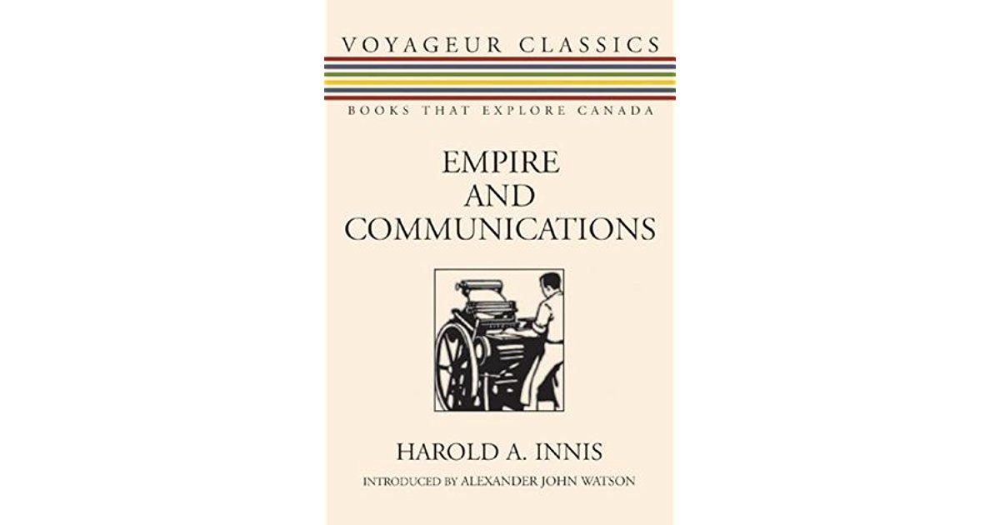 VOYAGEUR CLASSICS
BOOKS THAT EXPLORE CANADA
EMPIRE
AND
COMMUNICATIONS
HAROLD A. INNIS
INTRODUCED BY ALEXANDER JOHN WATSON